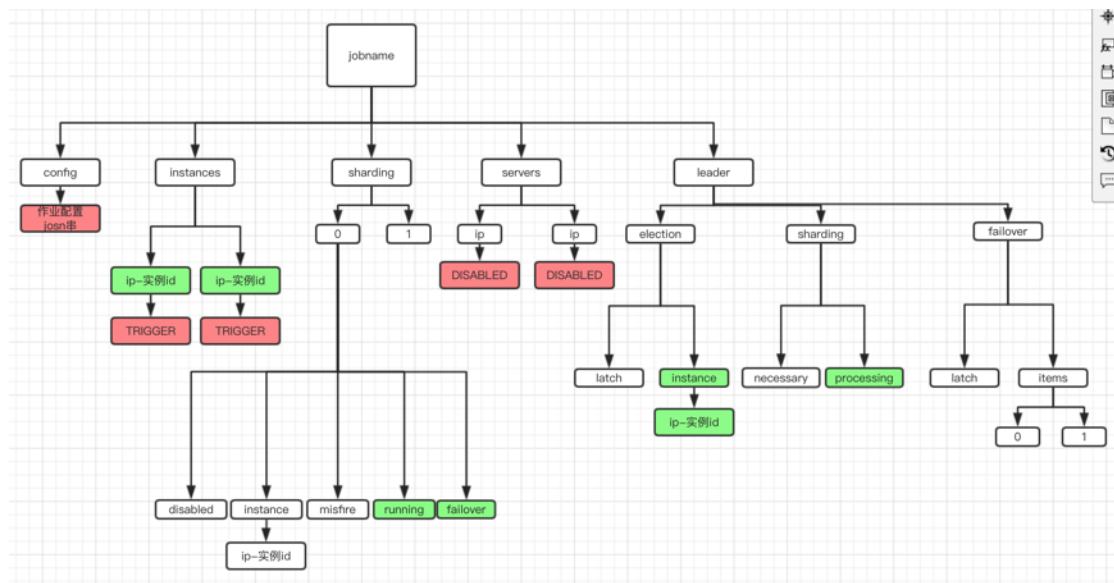 jobname
config
instances
sharding
servers
leader
作业配置
josn串
0
1
ip
ip
election
sharding
failover
ip-实例id
ip-实例id
DISABLED
DISABLED
TRIGGER
TRIGGER
latch
instance
necessary
processing
latch
items
ip-实例id
0
1
disabled
instance
misfire
running
failover
ip-实例id